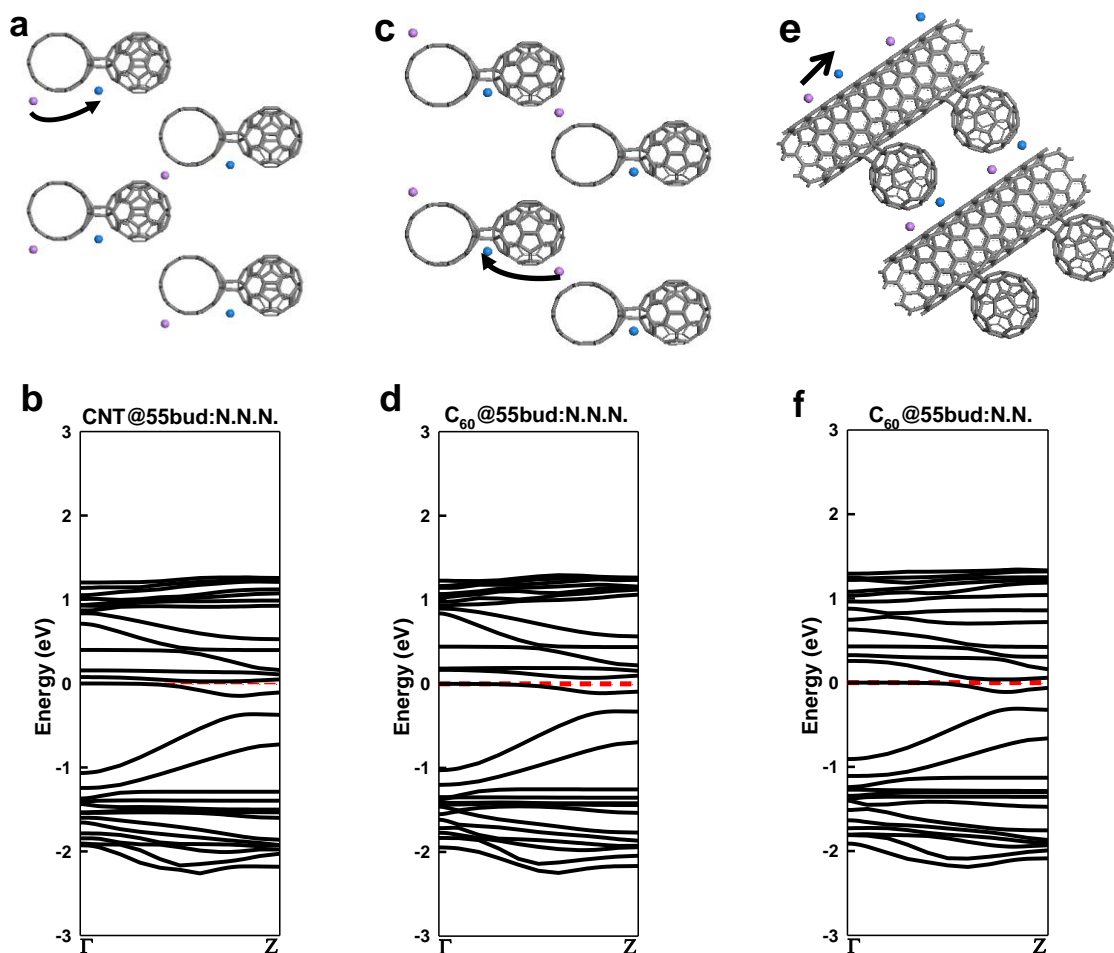 a
c
e
b
CNT@55bud:N.N.N.
3
2
1
0
-1
-2
-3
Energy (eV)
Γ
Z
d
C₆₀@55bud:N.N.N.
3
2
1
0
-1
-2
-3
Energy (eV)
Γ
Z
f
C₆₀@55bud:N.N.
3
2
1
0
-1
-2
-3
Energy (eV)
Γ
Z